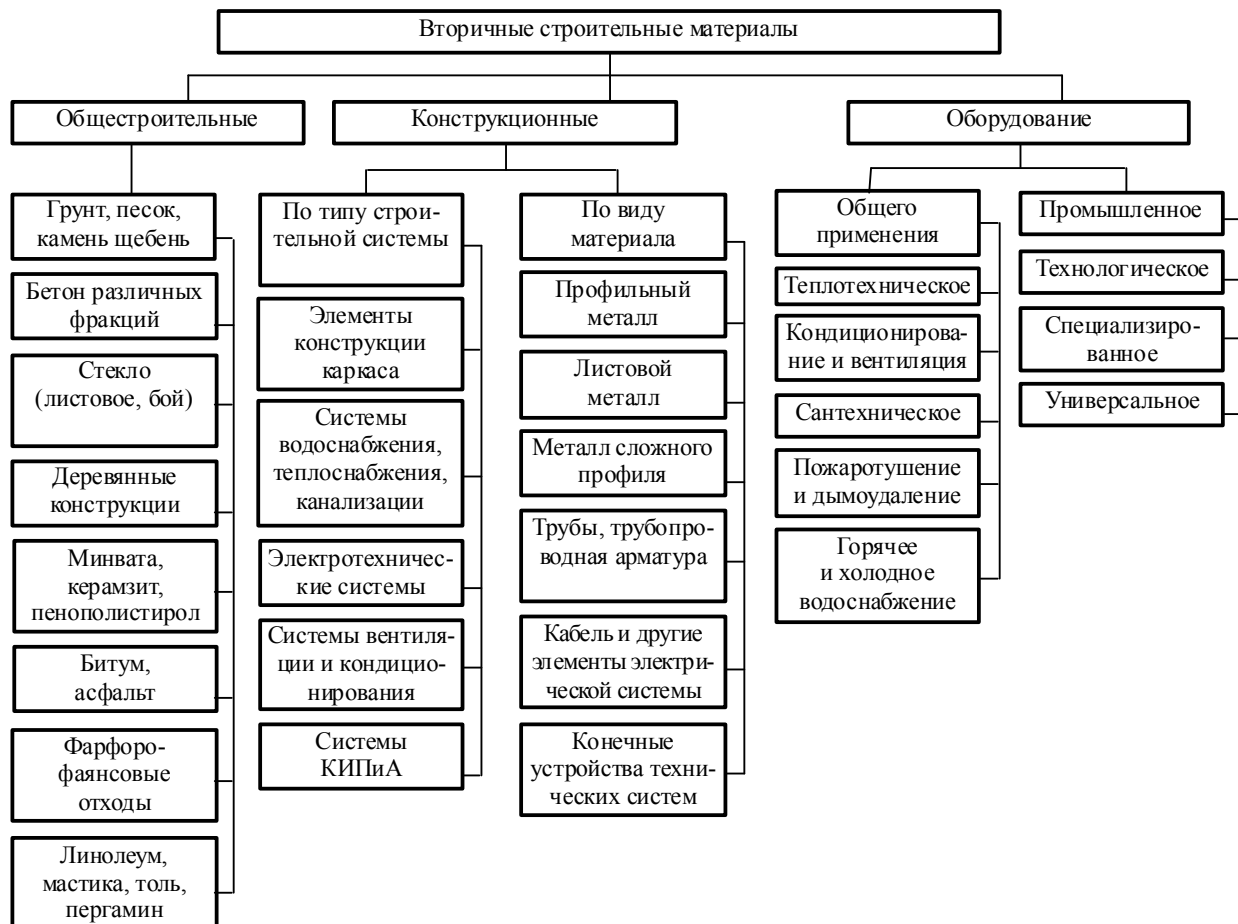 Вторичные строительные материалы
Общестроительные
Конструкционные
Оборудование
Грунт, песок,
камень щебень
Бетон различных
фракций
Стекло
(листовое, бой)
Деревянные
конструкции
Минвата,
керамзит,
пенополистирол
Битум,
асфальт
Фарфоро-
фаянсовые
отходы
Линолеум,
мастика, толь,
пергамин
По типу строи-
тельной системы
Элементы
конструкции
каркаса
Системы
водоснабжения,
теплоснабжения,
канализации
Электротехничес-
кие системы
Системы вентиля-
ции и кондицио-
нирования
Системы
КИПиА
По виду
материала
Профильный
металл
Листовой
металл
Металл сложного
профиля
Трубы, трубопро-
водная арматура
Кабель и другие
элементы электри-
ческой системы
Конечные
устройства техни-
ческих систем
Общего
применения
Теплотехническое
Кондиционирова-
ние и вентиляция
Сантехническое
Пожаротушение
и дымоудаление
Горячее
и холодное
водоснабжение
Промышленное
Технологическое
Специализиро-
ванное
Универсальное